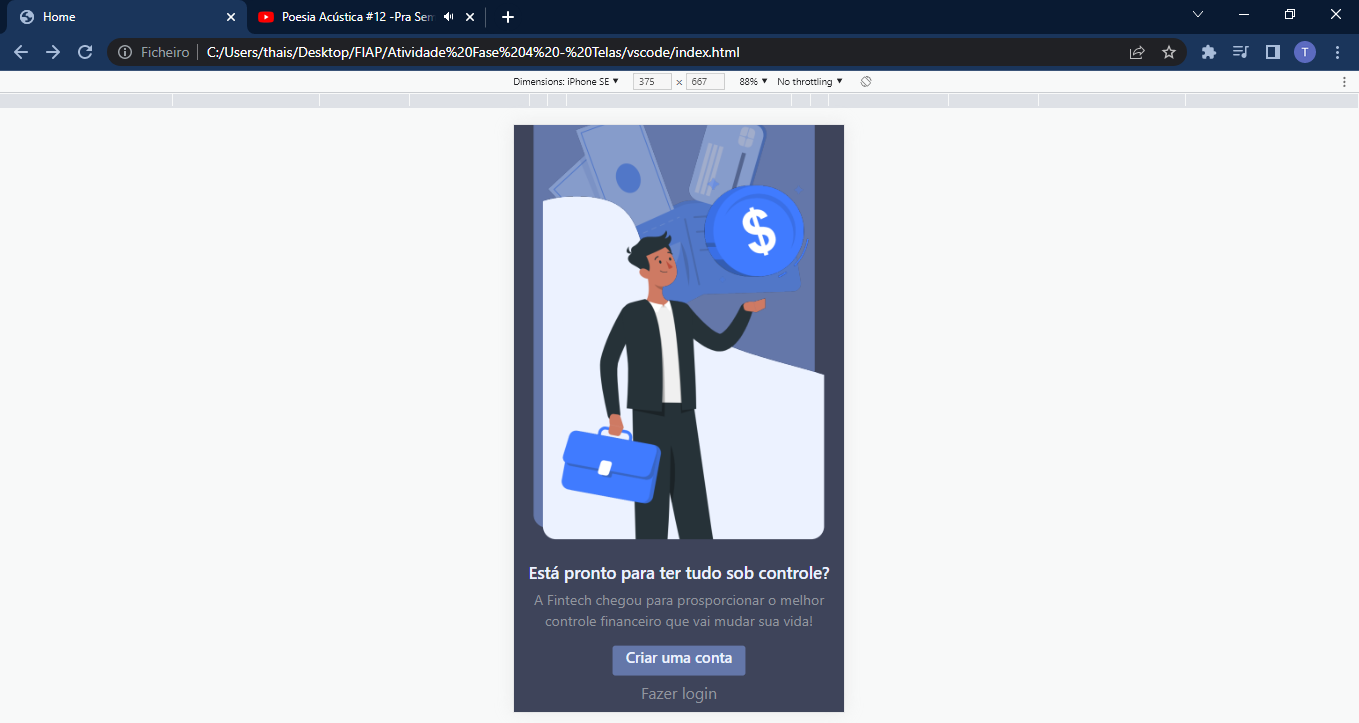 Home
Poesia Acústica #12 -Pra Sem
Ficheiro
C:/Users/thais/Desktop/FIAP/Atividade%20Fase%204%20-%20Telas/vscode/index.html
T
Dimensions: iPhone SE 375 × 667 88% No throttling
$
Está pronto para ter tudo sob controle?
A Fintech chegou para prosporcionar o melhor
controle financeiro que vai mudar sua vida!
Criar uma conta
Fazer login